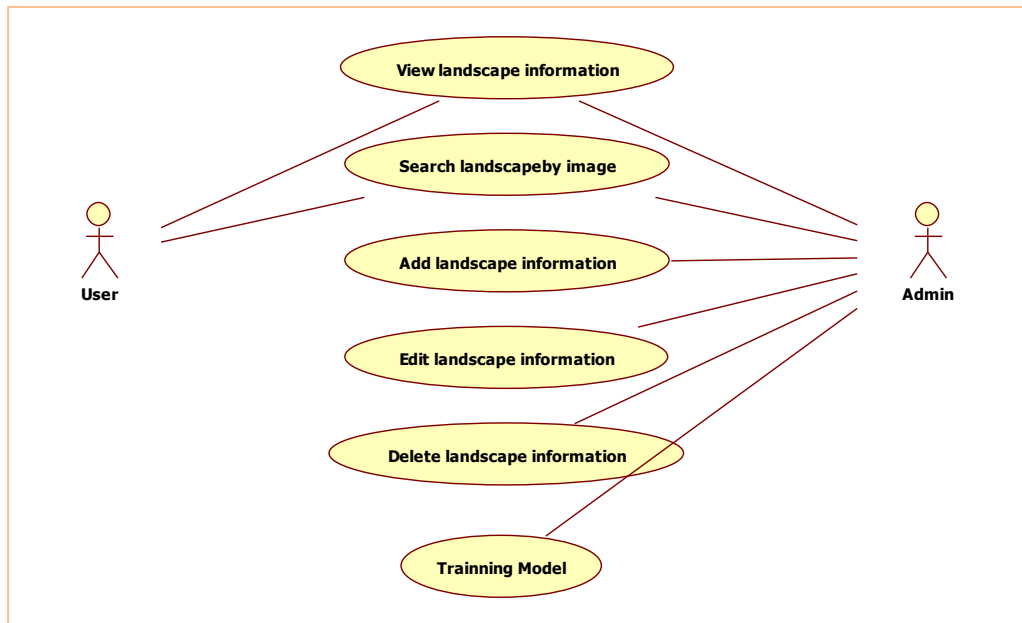 View landscape information
Search landscapeby image
Add landscape information
User
Admin
Edit landscape information
Delete landscape information
Trainning Model